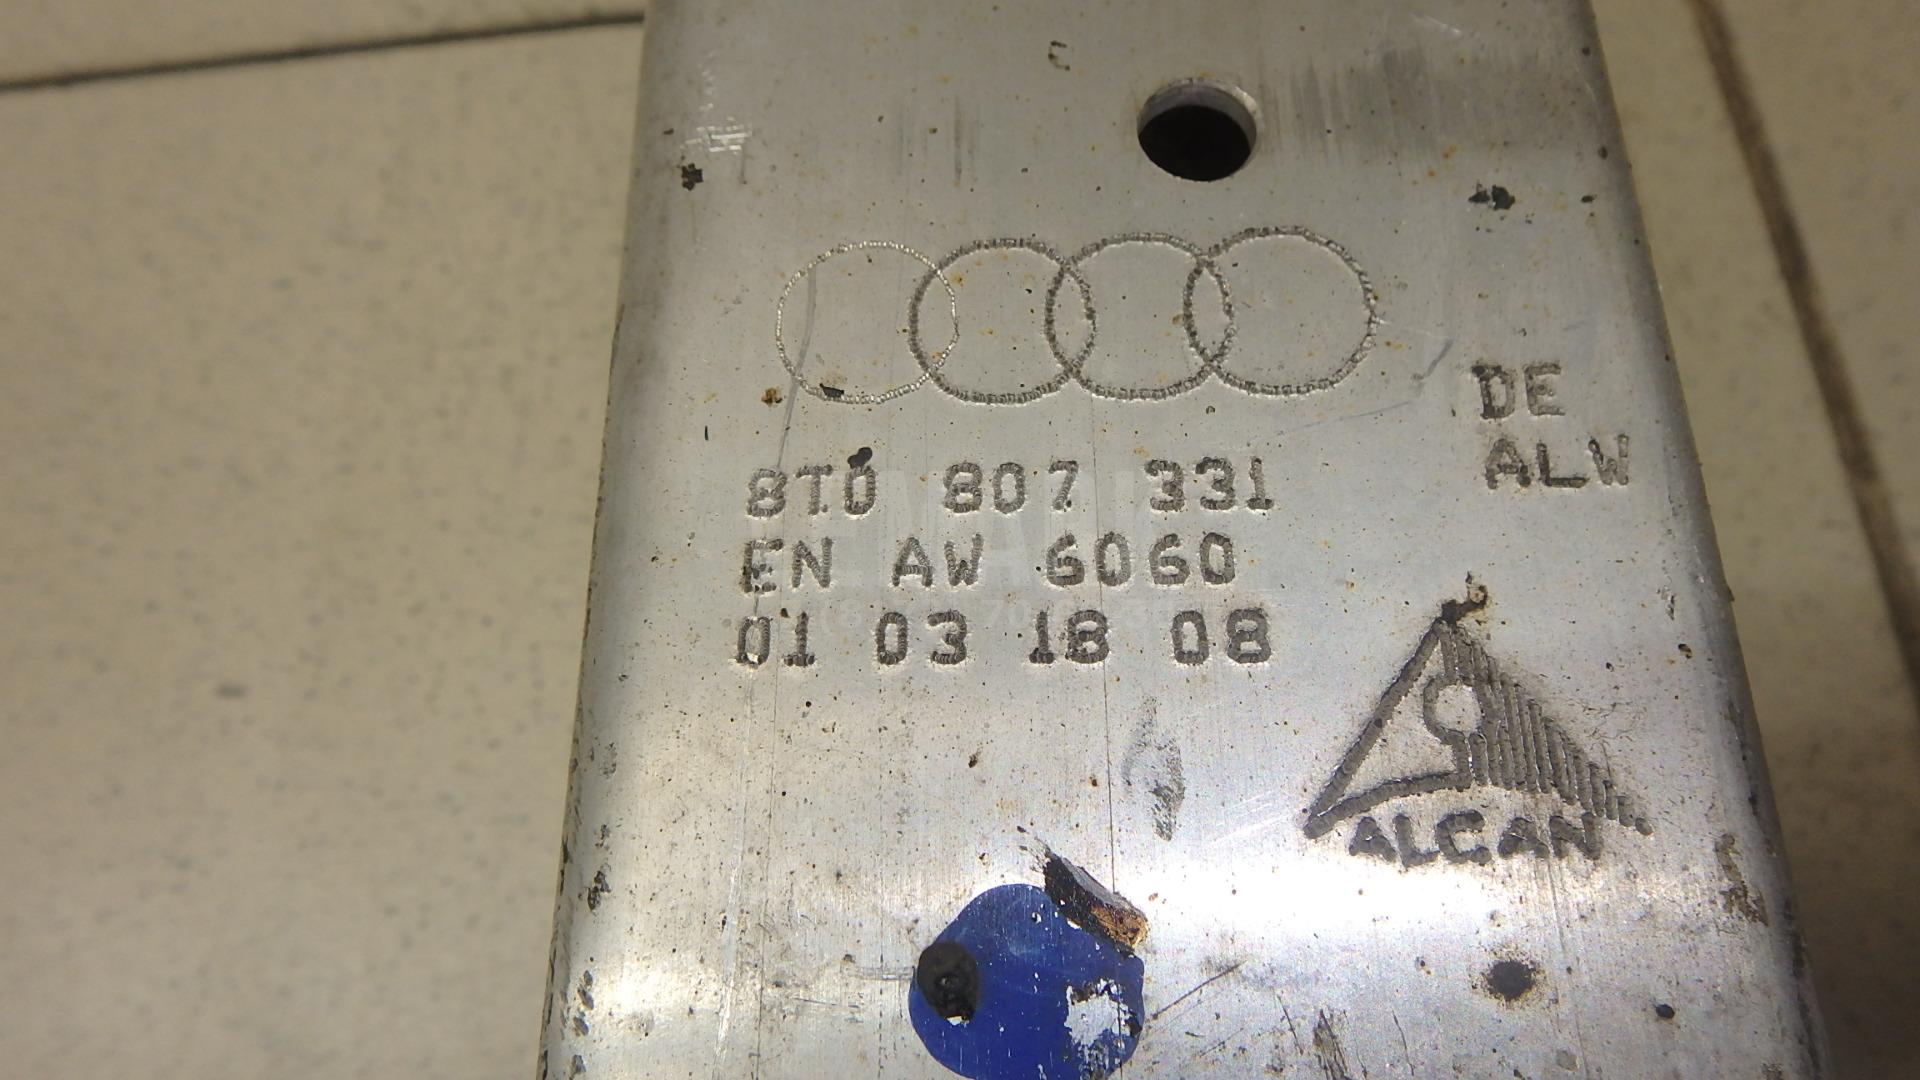 DE
ALW
8T0 807 331
EN AW 6060
01 03 18 08
ALCAN